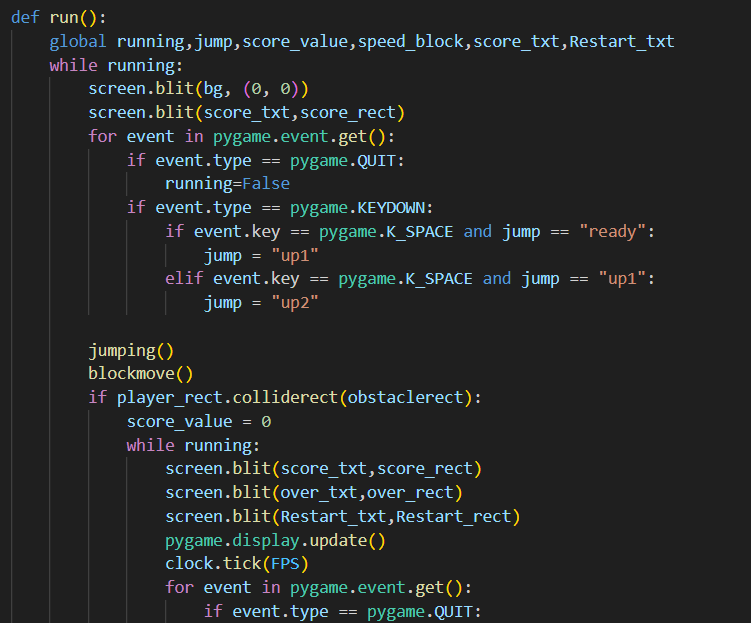 def run():
    global running,jump,score_value,speed_block,score_txt,Restart_txt
    while running:
        screen.blit(bg, (0, 0))
        screen.blit(score_txt,score_rect)
        for event in pygame.event.get():
            if event.type == pygame.QUIT:
                running=False
            if event.type == pygame.KEYDOWN:
                if event.key == pygame.K_SPACE and jump == "ready":
                    jump = "up1"
                elif event.key == pygame.K_SPACE and jump == "up1":
                    jump = "up2"

        jumping()
        blockmove()
        if player_rect.colliderect(obstaclerect):
            score_value = 0
            while running:
                screen.blit(score_txt,score_rect)
                screen.blit(over_txt,over_rect)
                screen.blit(Restart_txt,Restart_rect)
                pygame.display.update()
                clock.tick(FPS)
                for event in pygame.event.get():
                    if event.type == pygame.QUIT: